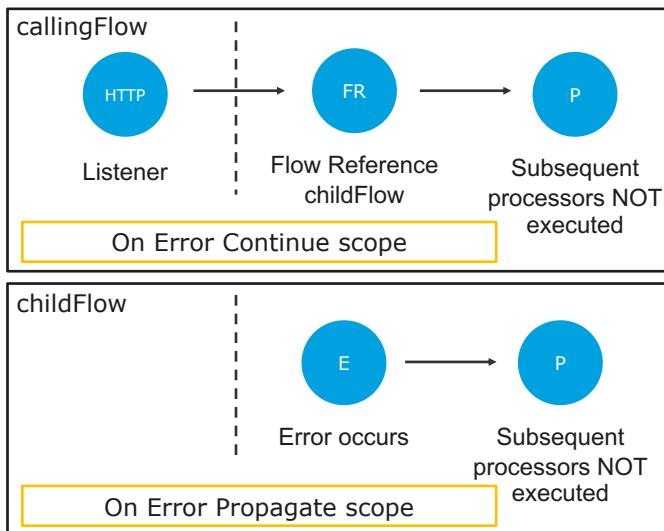 callingFlow
HTTP
FR
P
Listener
Flow Reference
childFlow
Subsequent
processors NOT
executed
On Error Continue scope
childFlow
E
P
Error occurs
Subsequent
processors NOT
executed
On Error Propagate scope